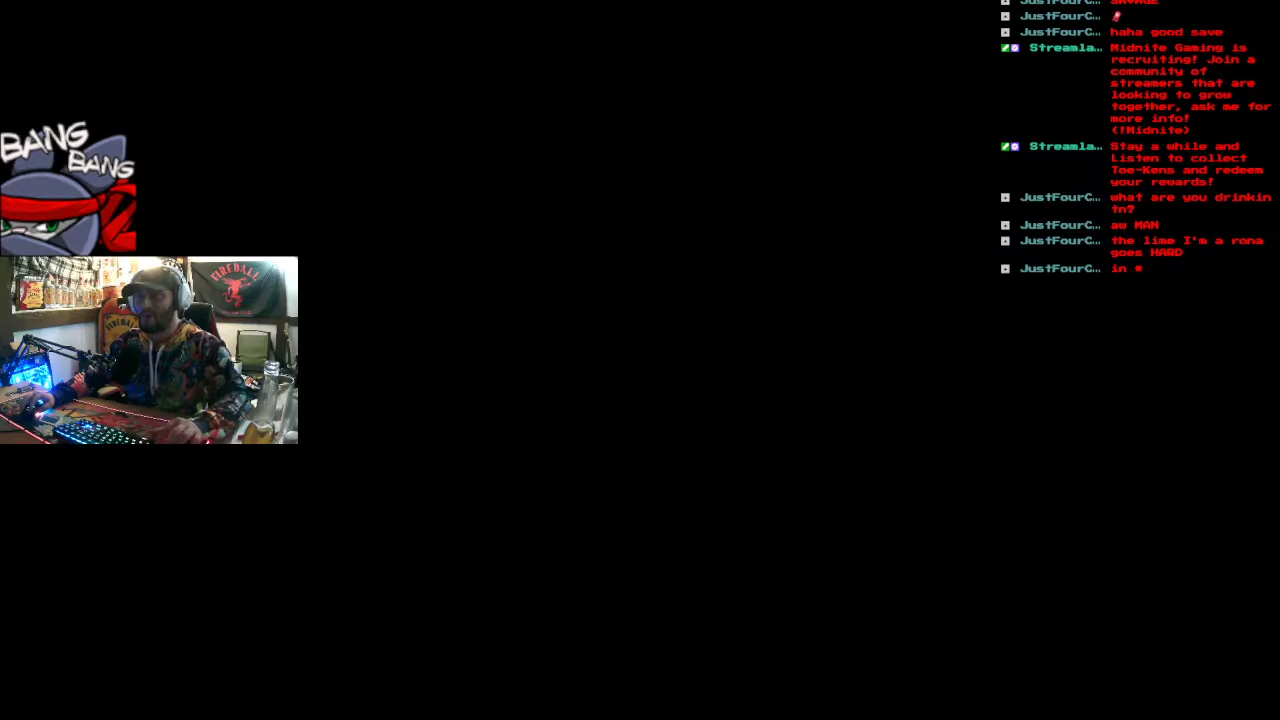 BANG
BANG
FIREBALL
JustFourC... SAVAGE
JustFourC...
JustFourC... haha good save
Streamla... Midnite Gaming is
recruiting! Join a
community of
streamers that are
looking to grow
together, ask me for
more info!
(!Midnite)
Streamla... Stay a while and
Listen to collect
Toe-Kens and redeem
your rewards!
JustFourC... what are you drinkin
tn?
JustFourC... aw MAN
JustFourC... the lime I'm a rona
goes HARD
JustFourC... in *